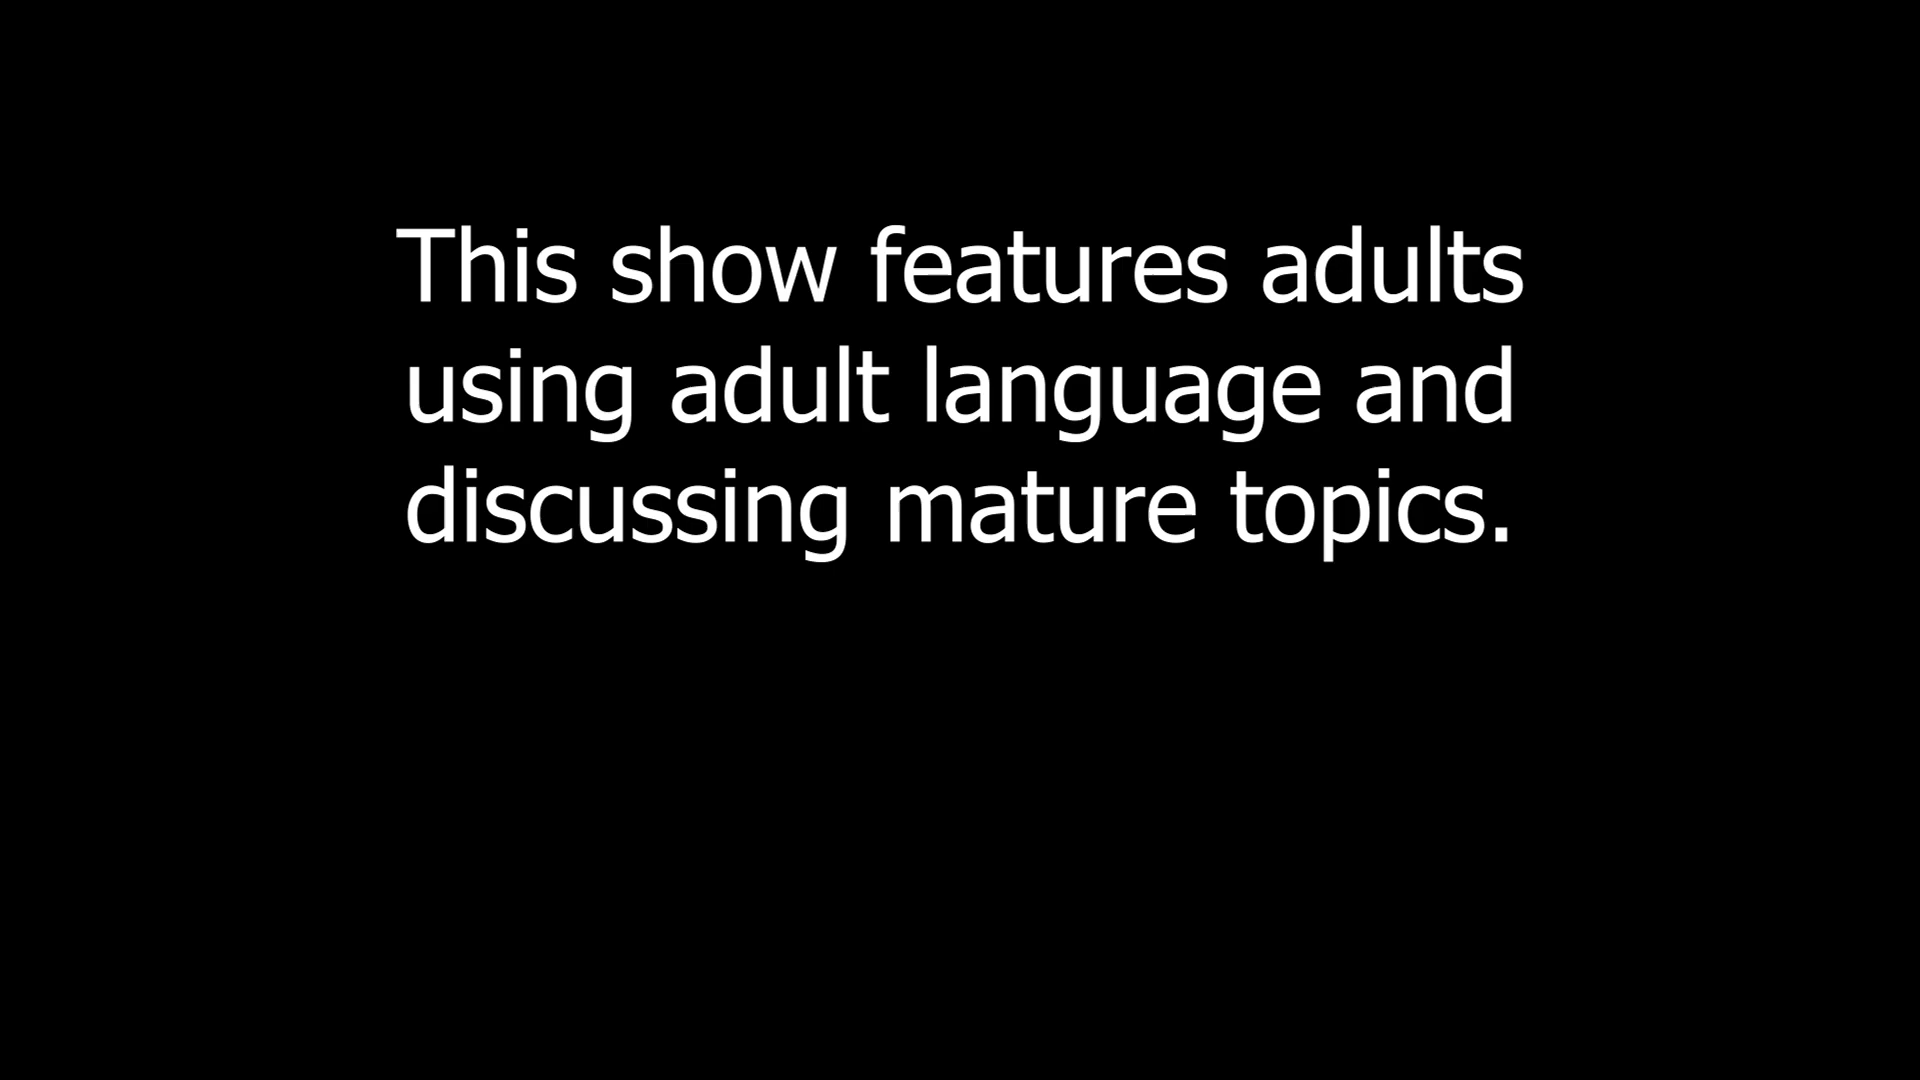 This show features adults
using adult language and
discussing mature topics.